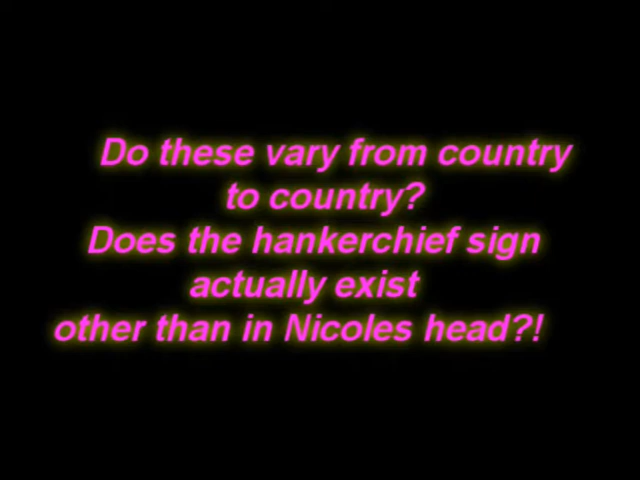 Do these vary from country
to country?
Does the hankerchief sign
actually exist
other than in Nicoles head?!